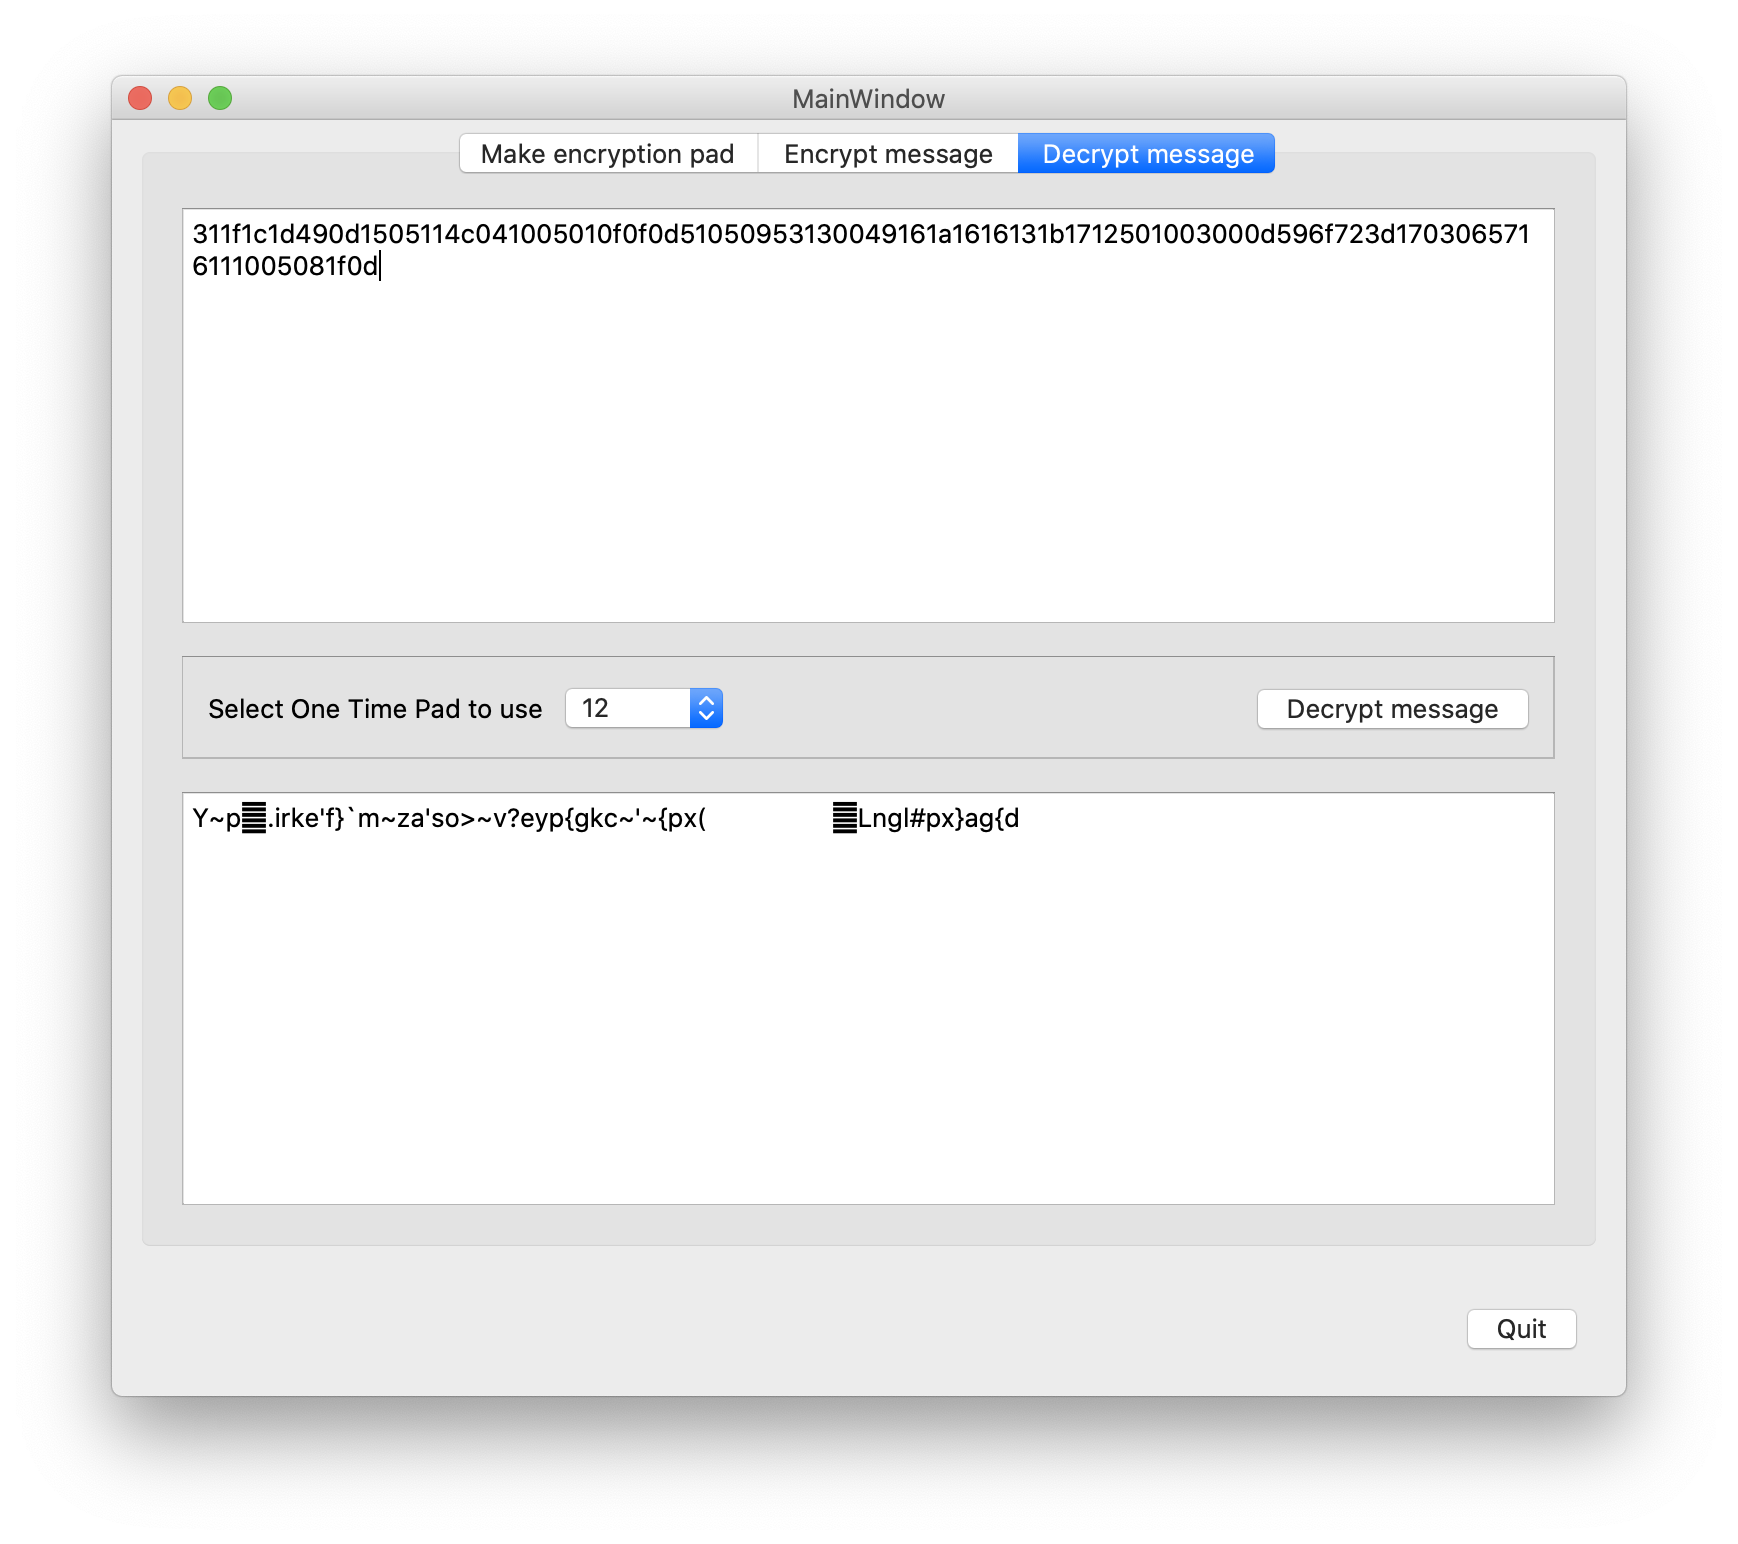 MainWindow
Make encryption pad Encrypt message Decrypt message
311f1c1d490d1505114c041005010f0f0d51050953130049161a1616131b1712501003000d596f723d170306571
6111005081f0d
Select One Time Pad to use 12 Decrypt message
Y~p▒.irke'f}`m~za'so>~v?eyp{gkc~'~{px( ▒Lngl#px}ag{d
Quit